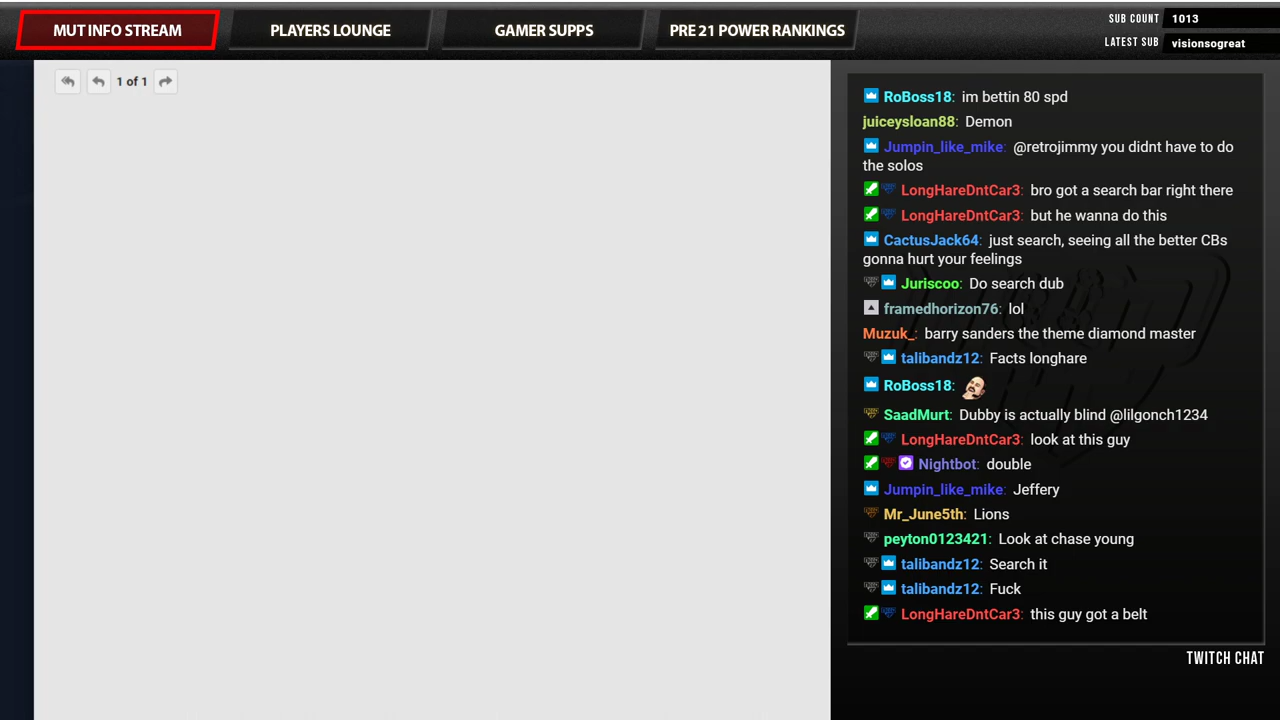 MUT INFO STREAM
PLAYERS LOUNGE
GAMER SUPPS
PRE 21 POWER RANKINGS
SUB COUNT 1013
LATEST SUB visionsogreat
1 of 1
RoBoss18: im bettin 80 spd
juiceysloan88: Demon
Jumpin_like_mike: @retrojimmy you didnt have to do
the solos
LongHareDntCar3: bro got a search bar right there
LongHareDntCar3: but he wanna do this
CactusJack64: just search, seeing all the better CBs
gonna hurt your feelings
Juriscoo: Do search dub
framedhorizon76: lol
Muzuk_: barry sanders the theme diamond master
talibandz12: Facts longhare
RoBoss18:
SaadMurt: Dubby is actually blind @lilgonch1234
LongHareDntCar3: look at this guy
Nightbot: double
Jumpin_like_mike: Jeffery
Mr_June5th: Lions
peyton0123421: Look at chase young
talibandz12: Search it
talibandz12: Fuck
LongHareDntCar3: this guy got a belt
TWITCH CHAT